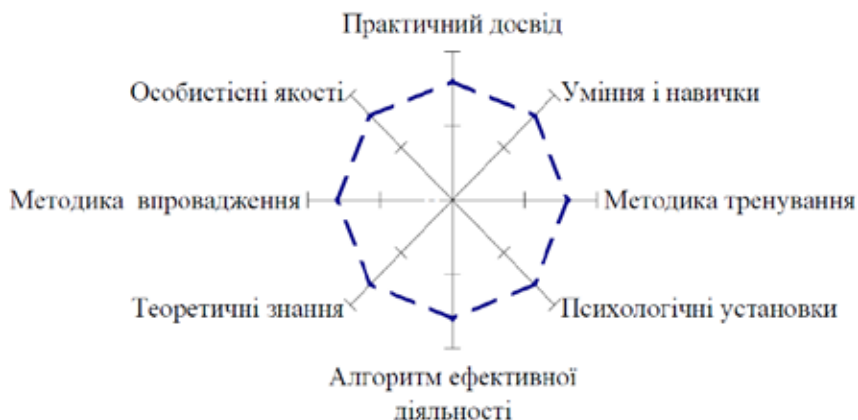 Практичний досвід
Особистісні якості
Уміння і навички
Методика впровадження
Методика тренування
Теоретичні знання
Психологічні установки
Алгоритм ефективної
діяльності